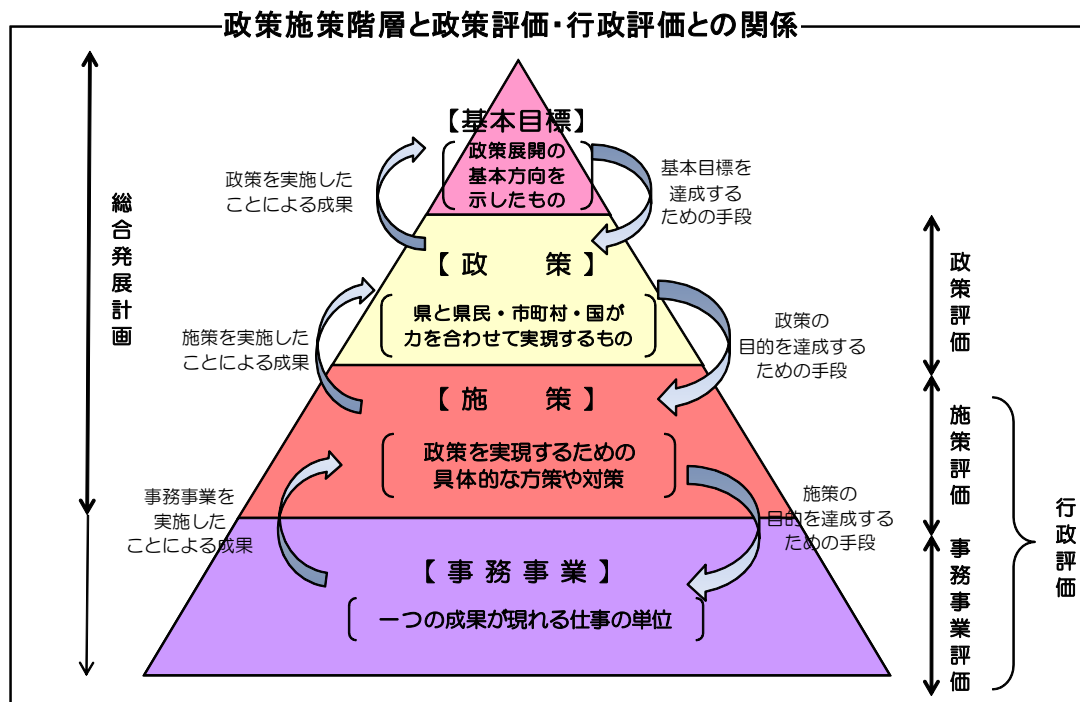 政策施策階層と政策評価・行政評価との関係
【基本目標】
政策展開の
基本方向を
示したもの
政策を実施した
ことによる成果
基本目標を
達成する
ための手段
総合発展計画
【政　　策】
県と県民・市町村・国が
力を合わせて実現するもの
施策を実施した
ことによる成果
政策の
目的を達成する
ための手段
政策評価
【施　　策】
政策を実現するための
具体的な方策や対策
事務事業を
実施した
ことによる成果
施策の
目的を達成する
ための手段
施策評価
【事務事業】
一つの成果が現れる仕事の単位
事務事業評価
行政評価